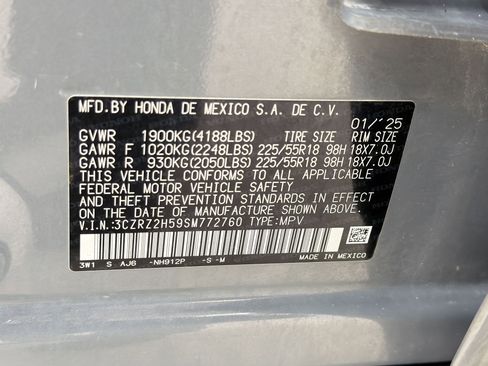 MFD.BY HONDA DE MEXICO S.A. DE C.V.
01/'25
GVWR 1900KG(4188LBS) TIRE SIZE RIM SIZE
GAWR F 1020KG(2248LBS) 225/55R18 98H 18X7.0J
GAWR R 930KG(2050LBS) 225/55R18 98H 18X7.0J
THIS VEHICLE CONFORMS TO ALL APPLICABLE
FEDERAL MOTOR VEHICLE SAFETY
AND THEFT PREVENTION STANDARDS IN EFFECT
ON THE DATE OF MANUFACTURE SHOWN ABOVE.
V.I.N.:3CZRZ2H59SM772760 TYPE:MPV
3W1 S AJ6 -NH912P -S -M
MADE IN MEXICO